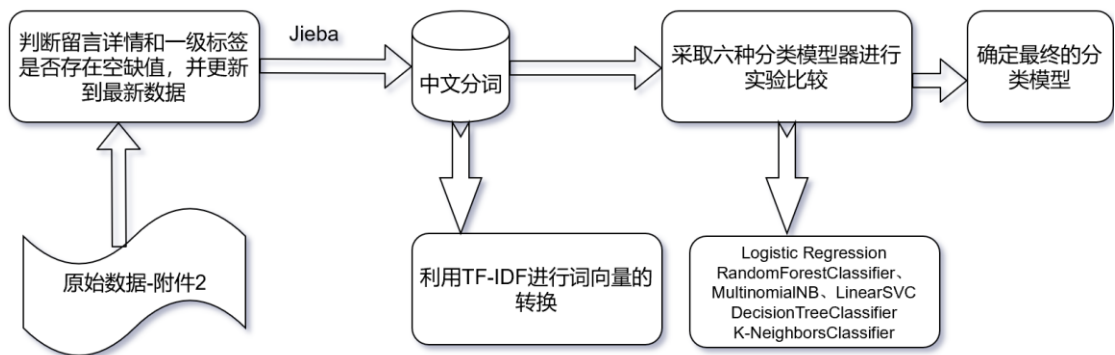 判断留言详情和一级标签
是否存在空缺值，并更新
到最新数据
Jieba
中文分词
采取六种分类模型器进行
实验比较
确定最终的分
类模型
原始数据-附件2
利用TF-IDF进行词向量的
转换
Logistic Regression
RandomForestClassifier、
MultinomialNB、LinearSVC
DecisionTreeClassifier
K-NeighborsClassifier